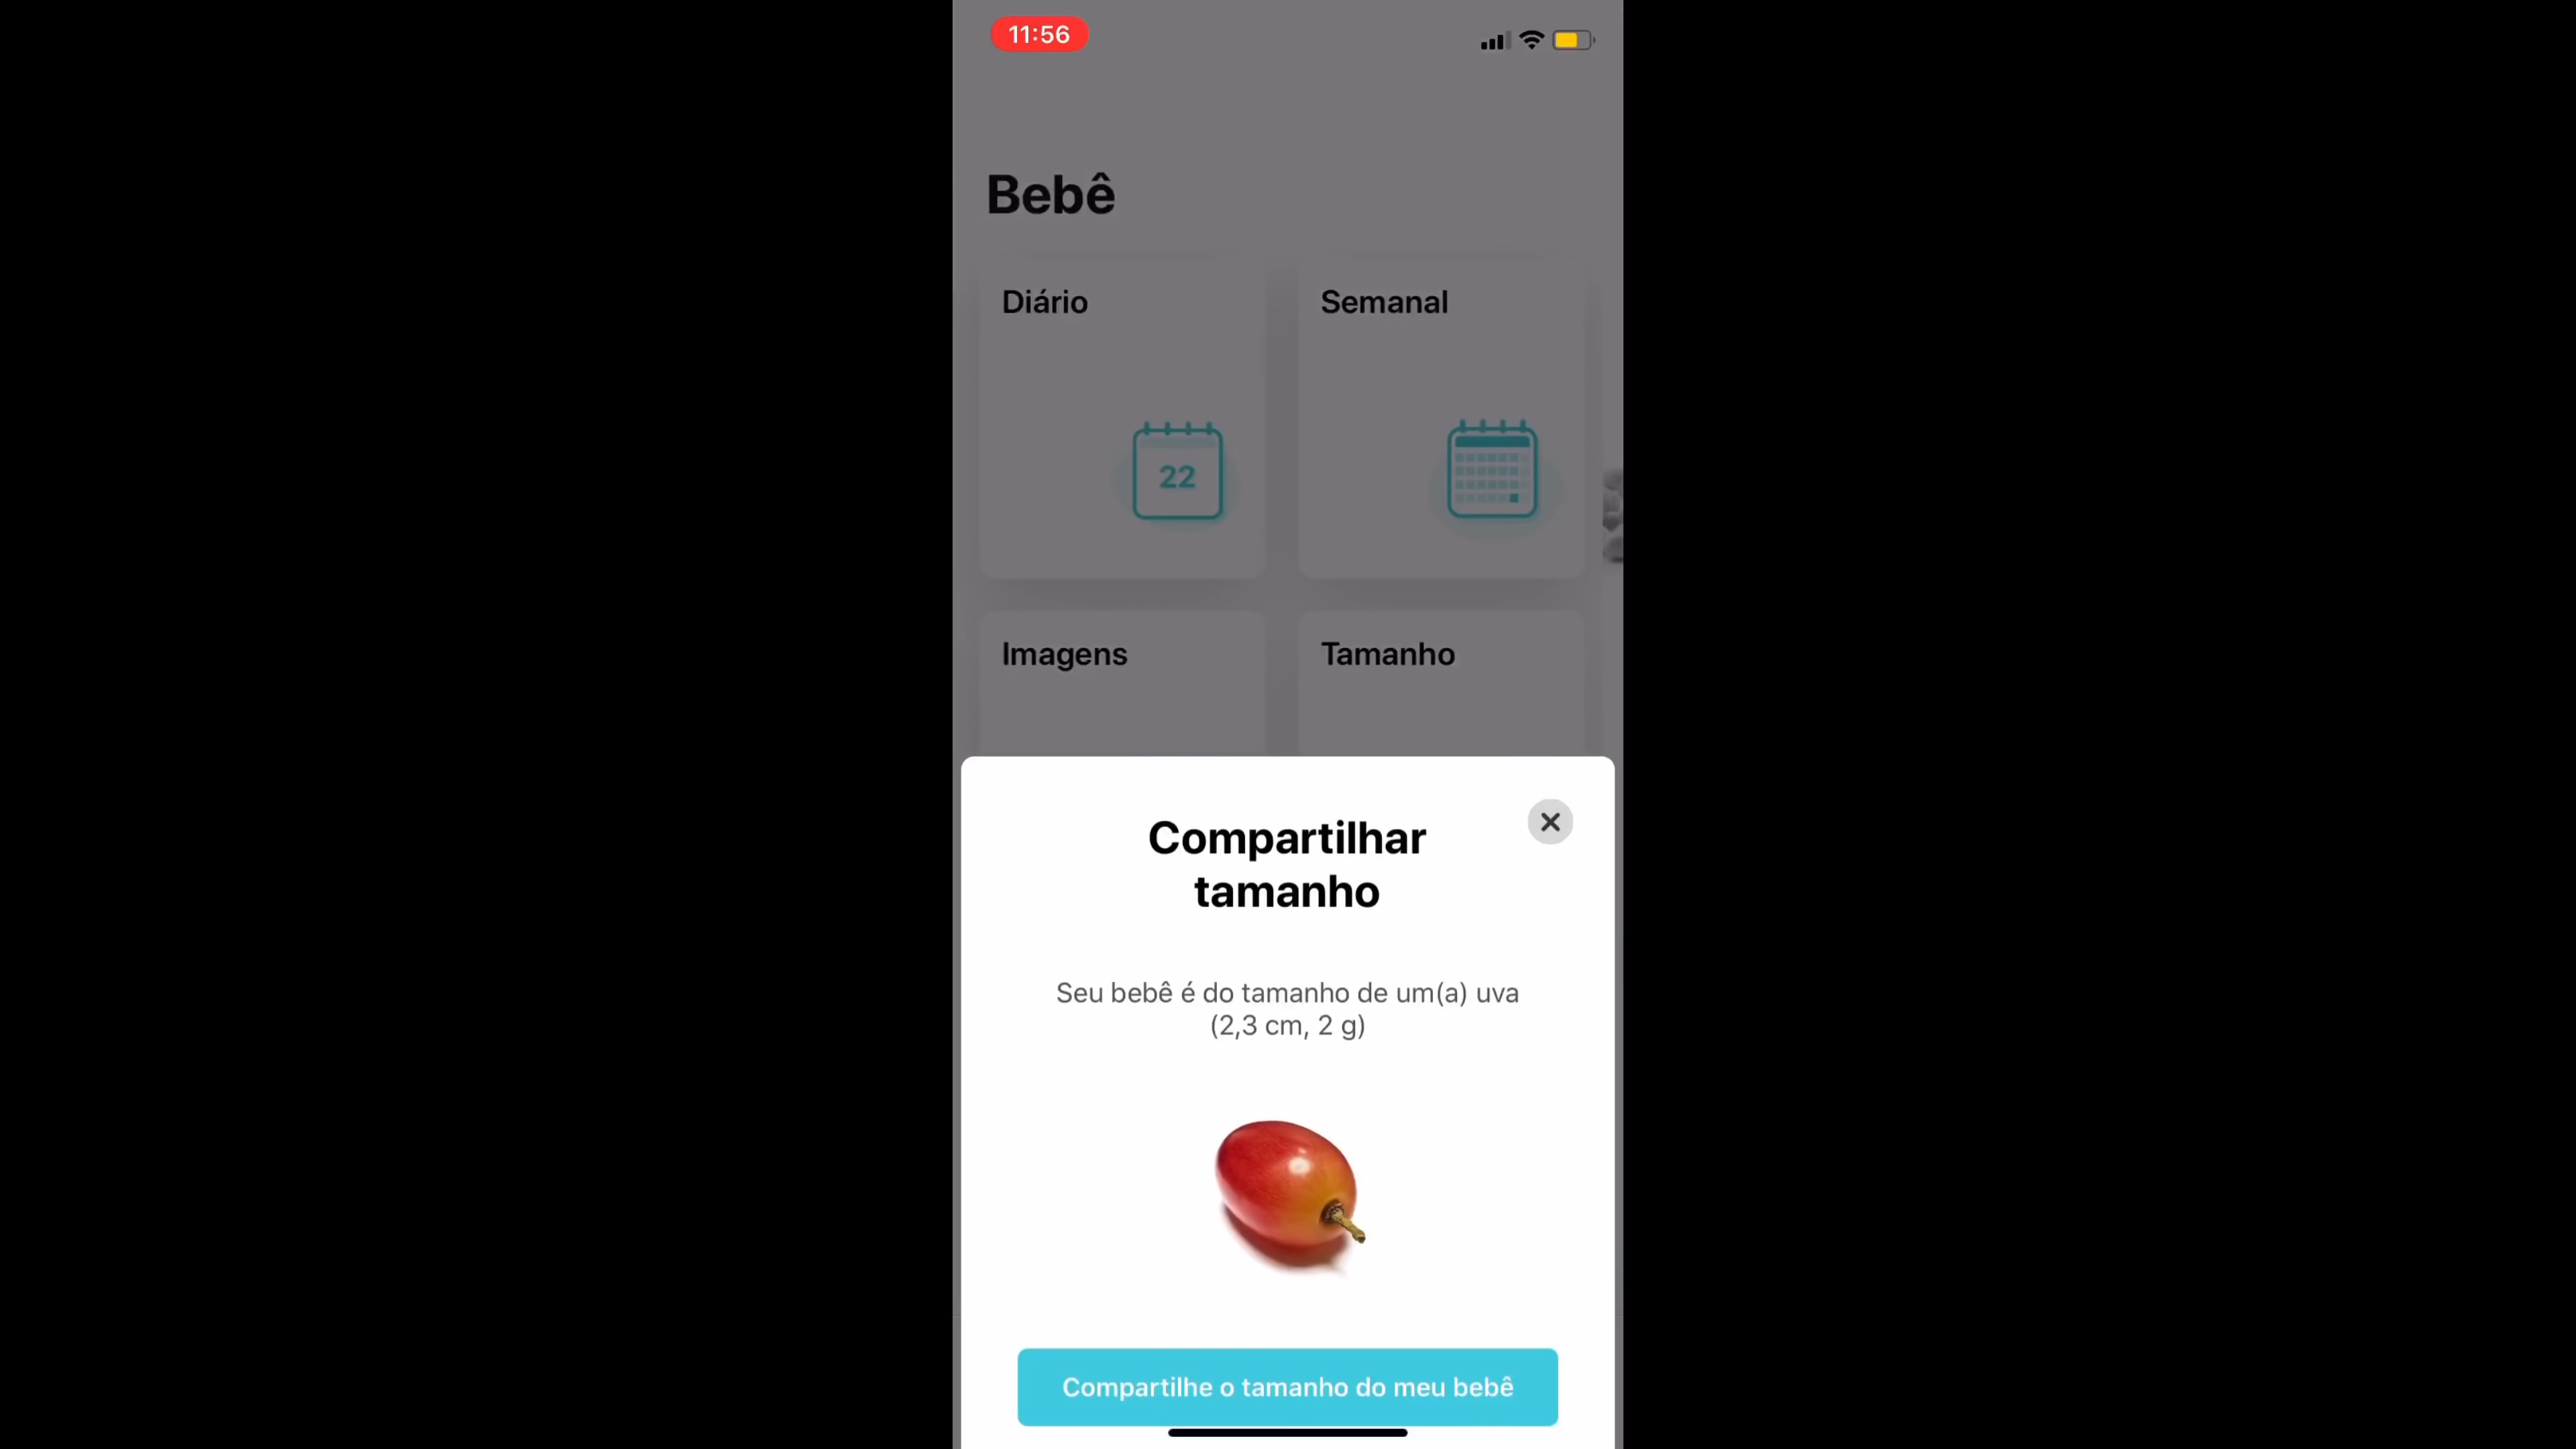 11:56
Bebê
Diário
Semanal
22
Imagens
Tamanho
Compartilhar
tamanho
Seu bebê é do tamanho de um(a) uva
(2,3 cm, 2 g)
Compartilhe o tamanho do meu bebê